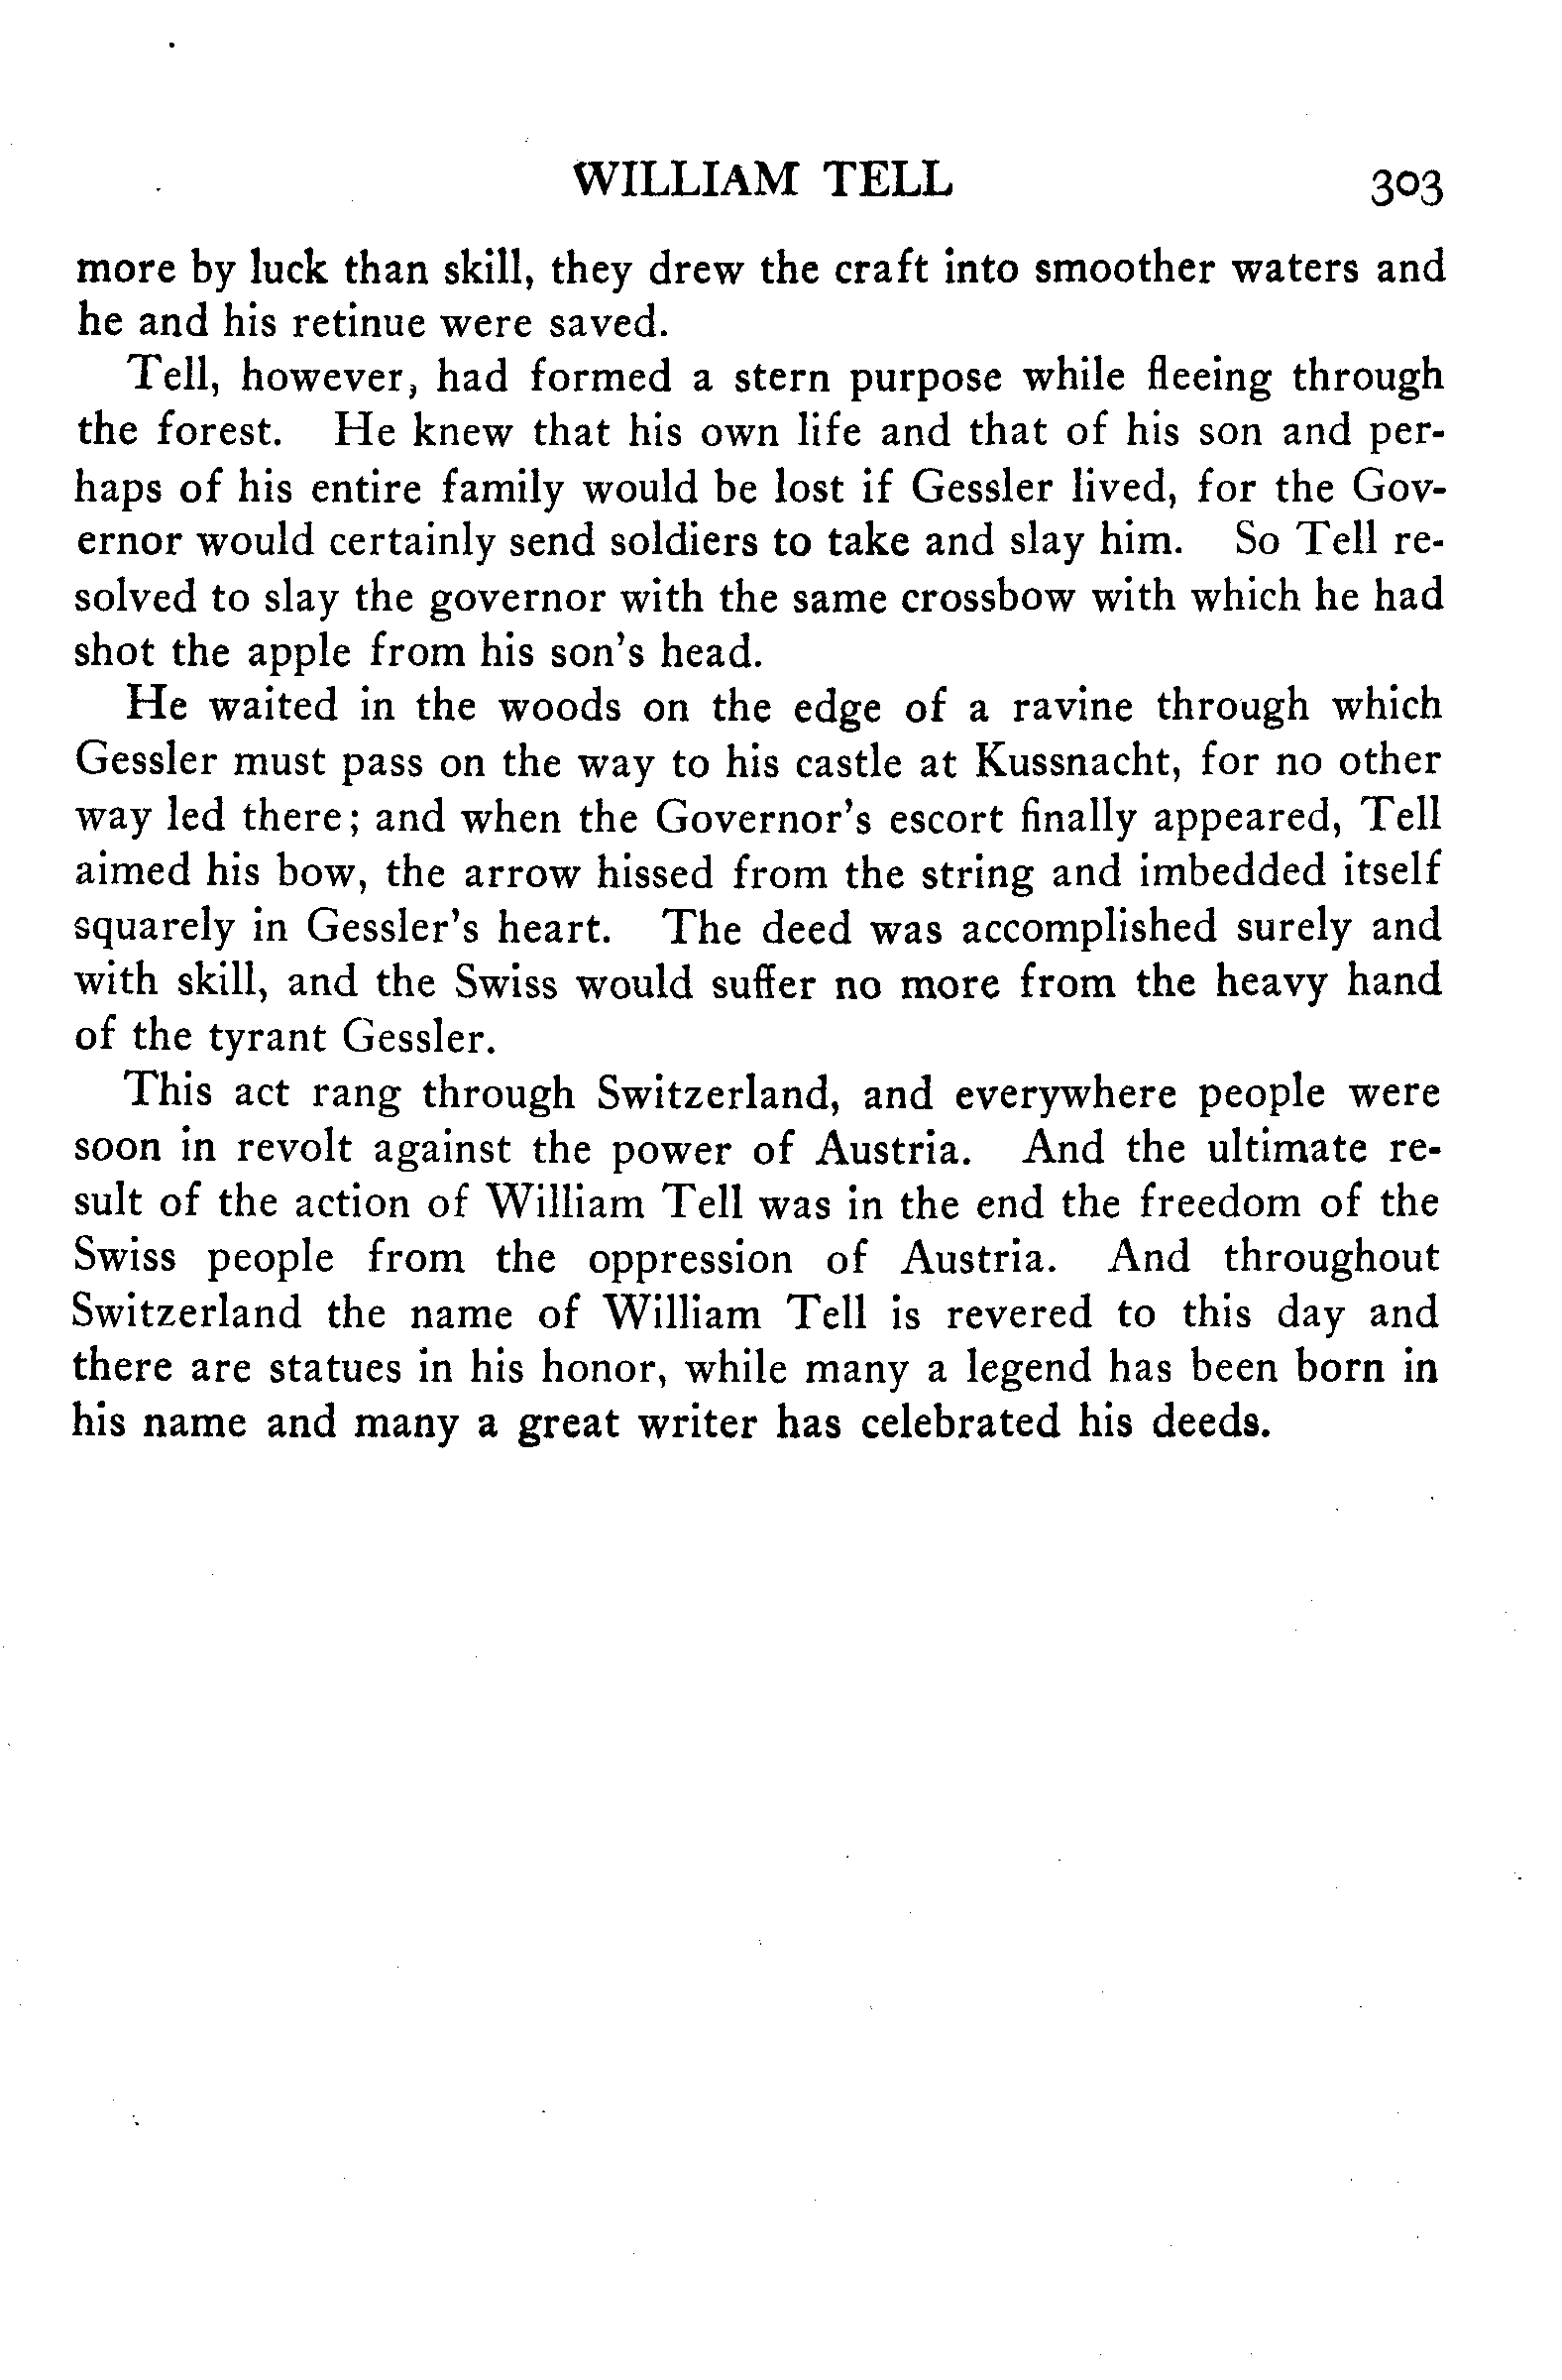 WILLIAM TELL 303
more by luck than skill, they drew the craft into smoother waters and
he and his retinue were saved.
Tell, however, had formed a stern purpose while fleeing through
the forest. He knew that his own life and that of his son and per-
haps of his entire family would be lost if Gessler lived, for the Gov-
ernor would certainly send soldiers to take and slay him. So Tell re-
solved to slay the governor with the same crossbow with which he had
shot the apple from his son's head.
He waited in the woods on the edge of a ravine through which
Gessler must pass on the way to his castle at Kussnacht, for no other
way led there; and when the Governor's escort finally appeared, Tell
aimed his bow, the arrow hissed from the string and imbedded itself
squarely in Gessler's heart. The deed was accomplished surely and
with skill, and the Swiss would suffer no more from the heavy hand
of the tyrant Gessler.
This act rang through Switzerland, and everywhere people were
soon in revolt against the power of Austria. And the ultimate re-
sult of the action of William Tell was in the end the freedom of the
Swiss people from the oppression of Austria. And throughout
Switzerland the name of William Tell is revered to this day and
there are statues in his honor, while many a legend has been born in
his name and many a great writer has celebrated his deeds.